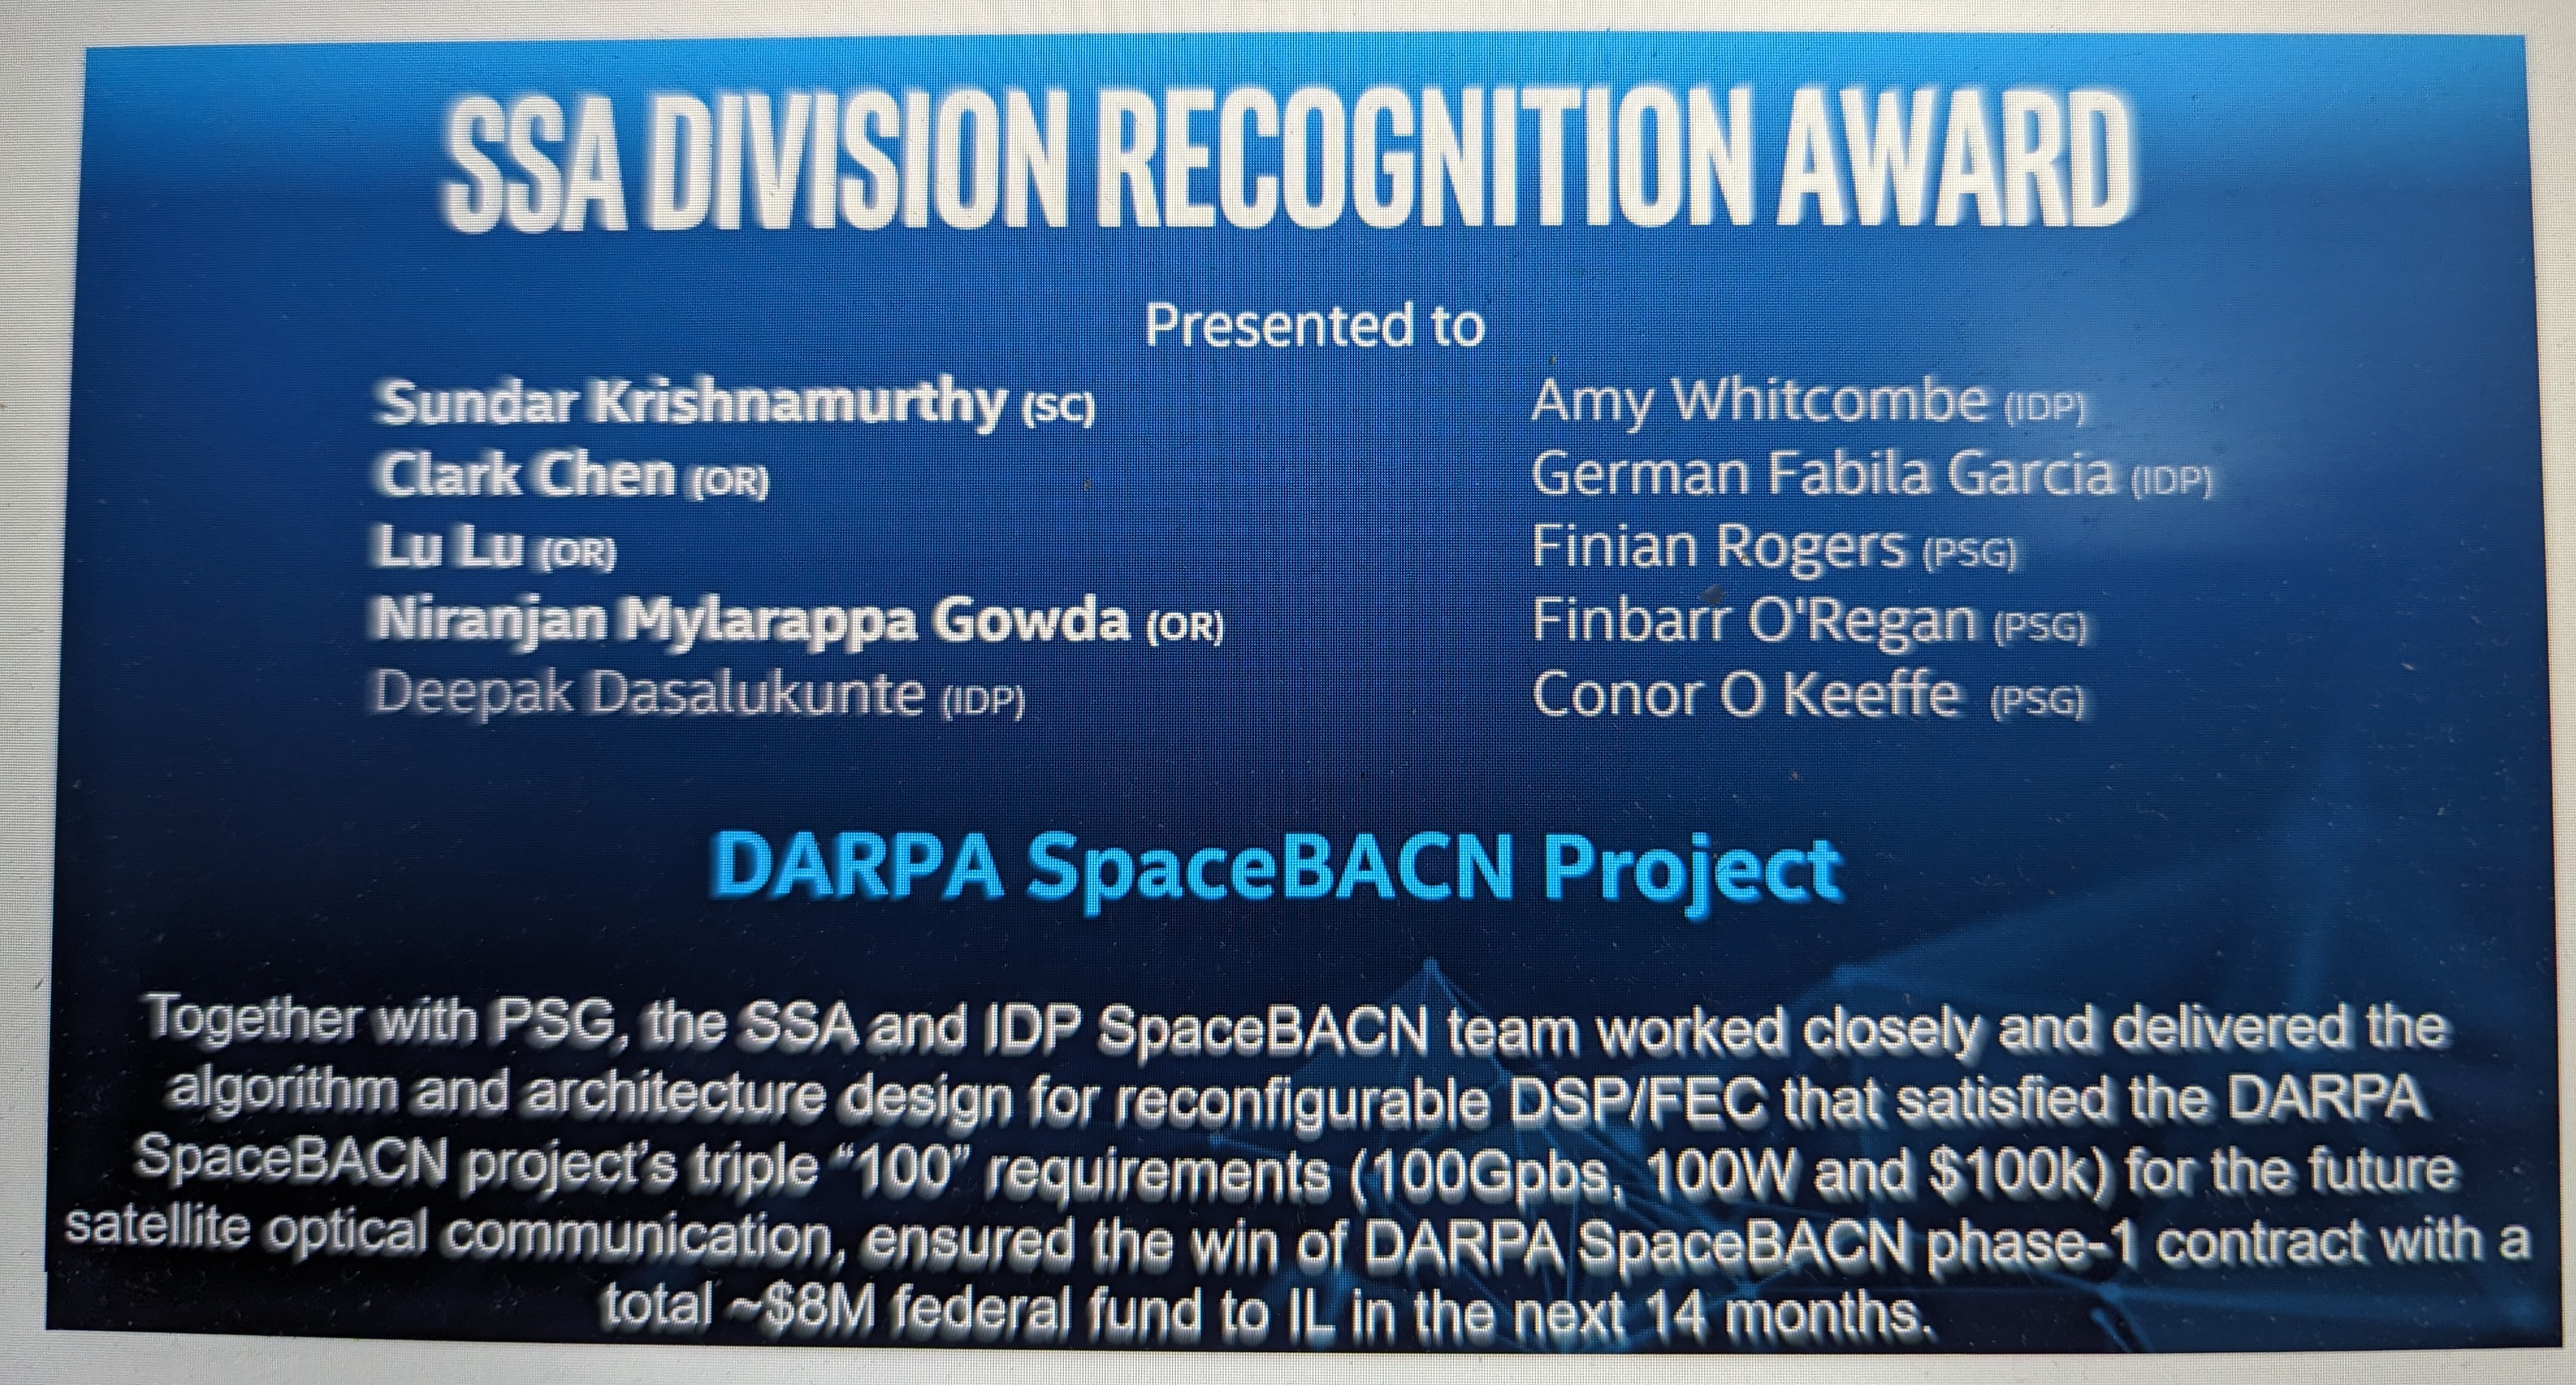 SSA DIVISION RECOGNITION AWARD
Presented to
Sundar Krishnamurthy (SC)
Clark Chen (OR)
Lu Lu (OR)
Niranjan Mylarappa Gowda (OR)
Deepak Dasalukunte (IDP)
Amy Whitcombe (IDP)
German Fabila Garcia (IDP)
Finian Rogers (PSG)
Finbarr O'Regan (PSG)
Conor O Keeffe (PSG)
DARPA SpaceBACN Project
Together with PSG, the SSA and IDP SpaceBACN team worked closely and delivered the
algorithm and architecture design for reconfigurable DSP/FEC that satisfied the DARPA
SpaceBACN project’s triple “100” requirements (100Gpbs, 100W and $100k) for the future
satellite optical communication, ensured the win of DARPA SpaceBACN phase-1 contract with a
total ~$8M federal fund to IL in the next 14 months.